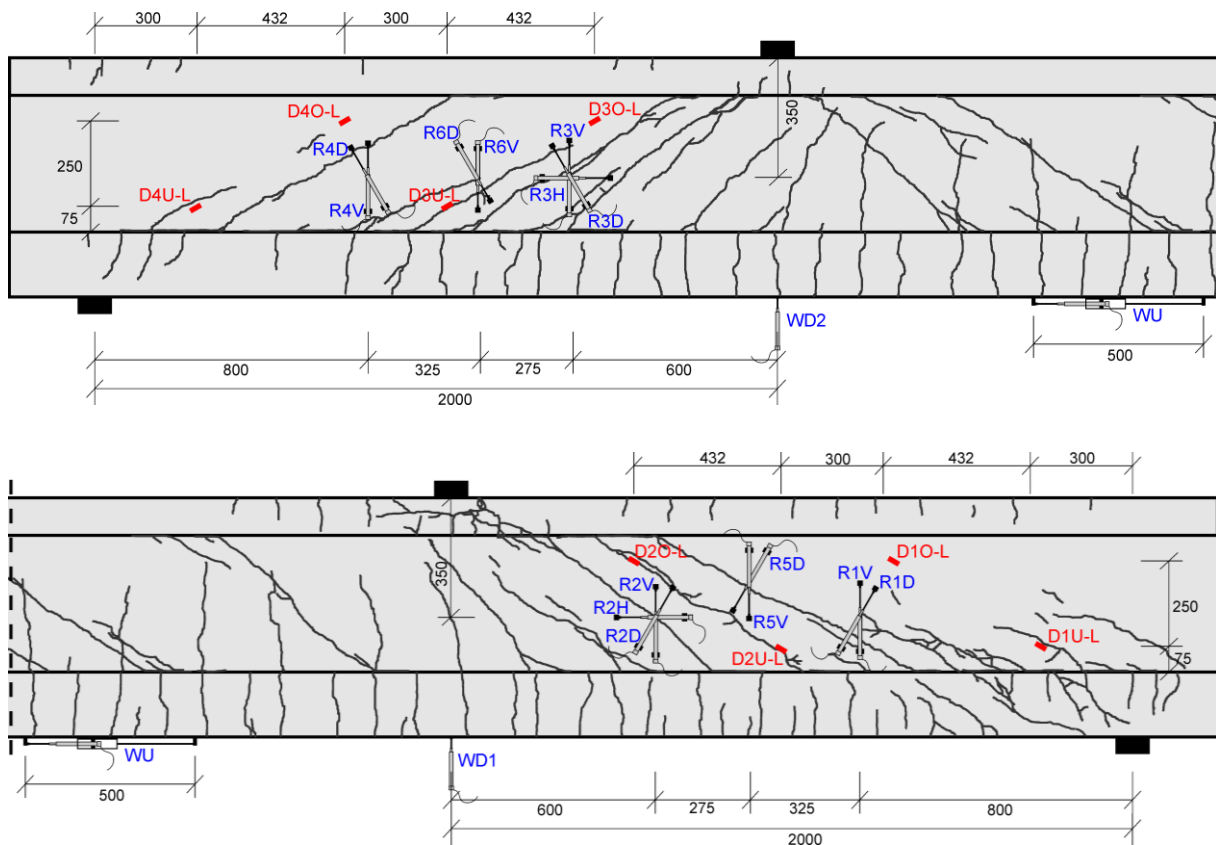 300 432 300 432
D4O-L D3O-L
R4D R6D R6V R3V
350
250
D4U-L D3U-L R3H
R4V R3D
75
WD2 WU
800 325 275 600 500
2000
432 300 432 300
D2O-L D1O-L
R5D
350 R2V R1V R1D
R2H R5V 250
R2D D2U-L D1U-L
75
WU WD1
500 600 275 325 800
2000